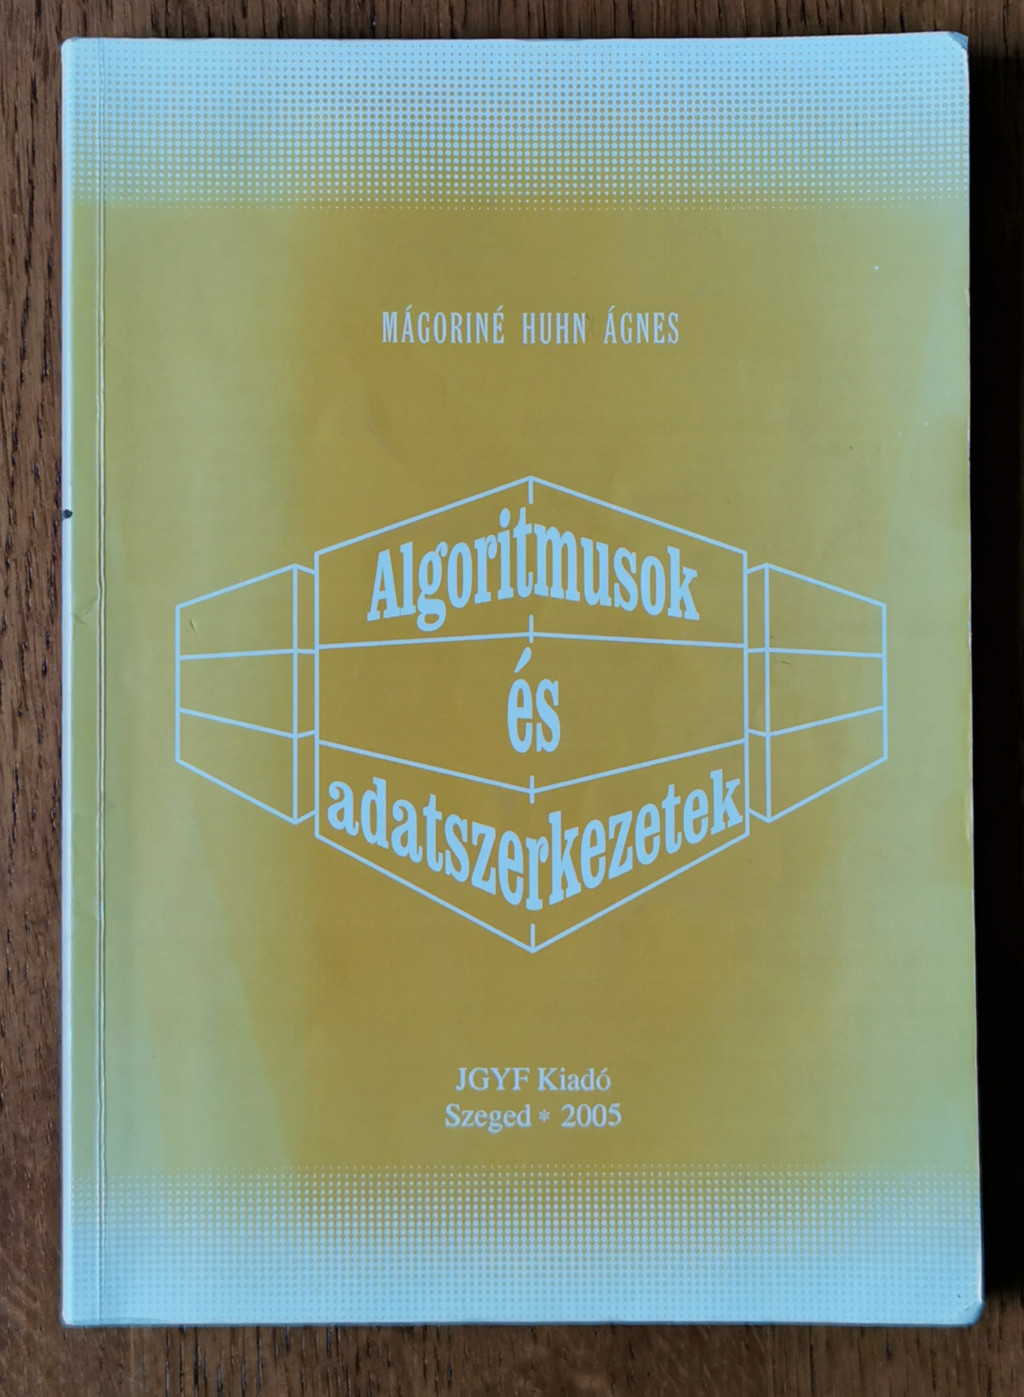 MÁGORINÉ HUHN ÁGNES
Algoritmusok
és
adatszerkezetek
JGYF Kiadó
Szeged * 2005